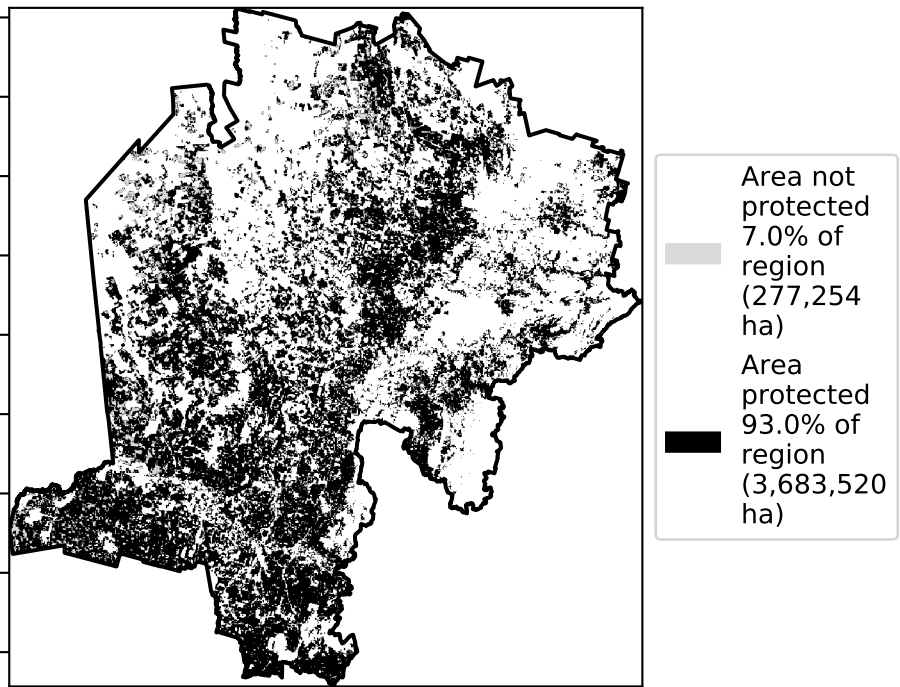 Area not
protected
7.0% of
region
(277,254
ha)
Area
protected
93.0% of
region
(3,683,520
ha)